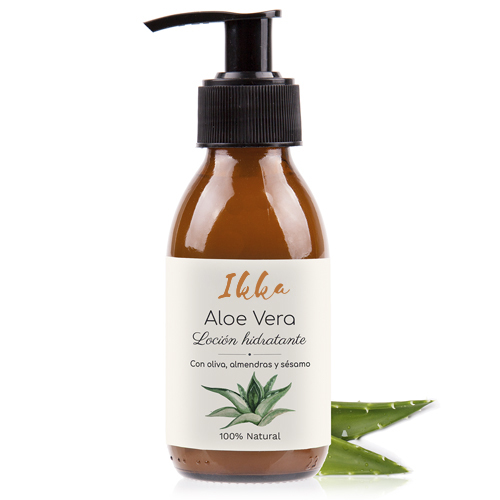 Ikka
Aloe Vera
Loción hidratante
Con oliva, almendras y sésamo
100% Natural